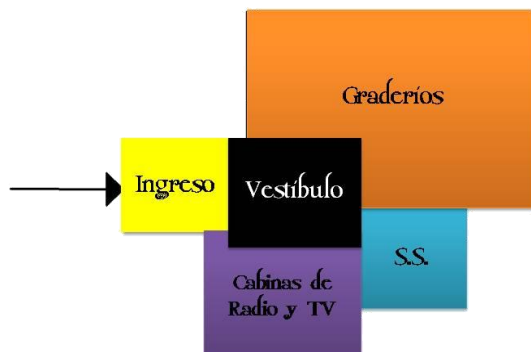 Graderíos
Ingreso
Vestíbulo
S.S.
Cabinas de
Radio y TV